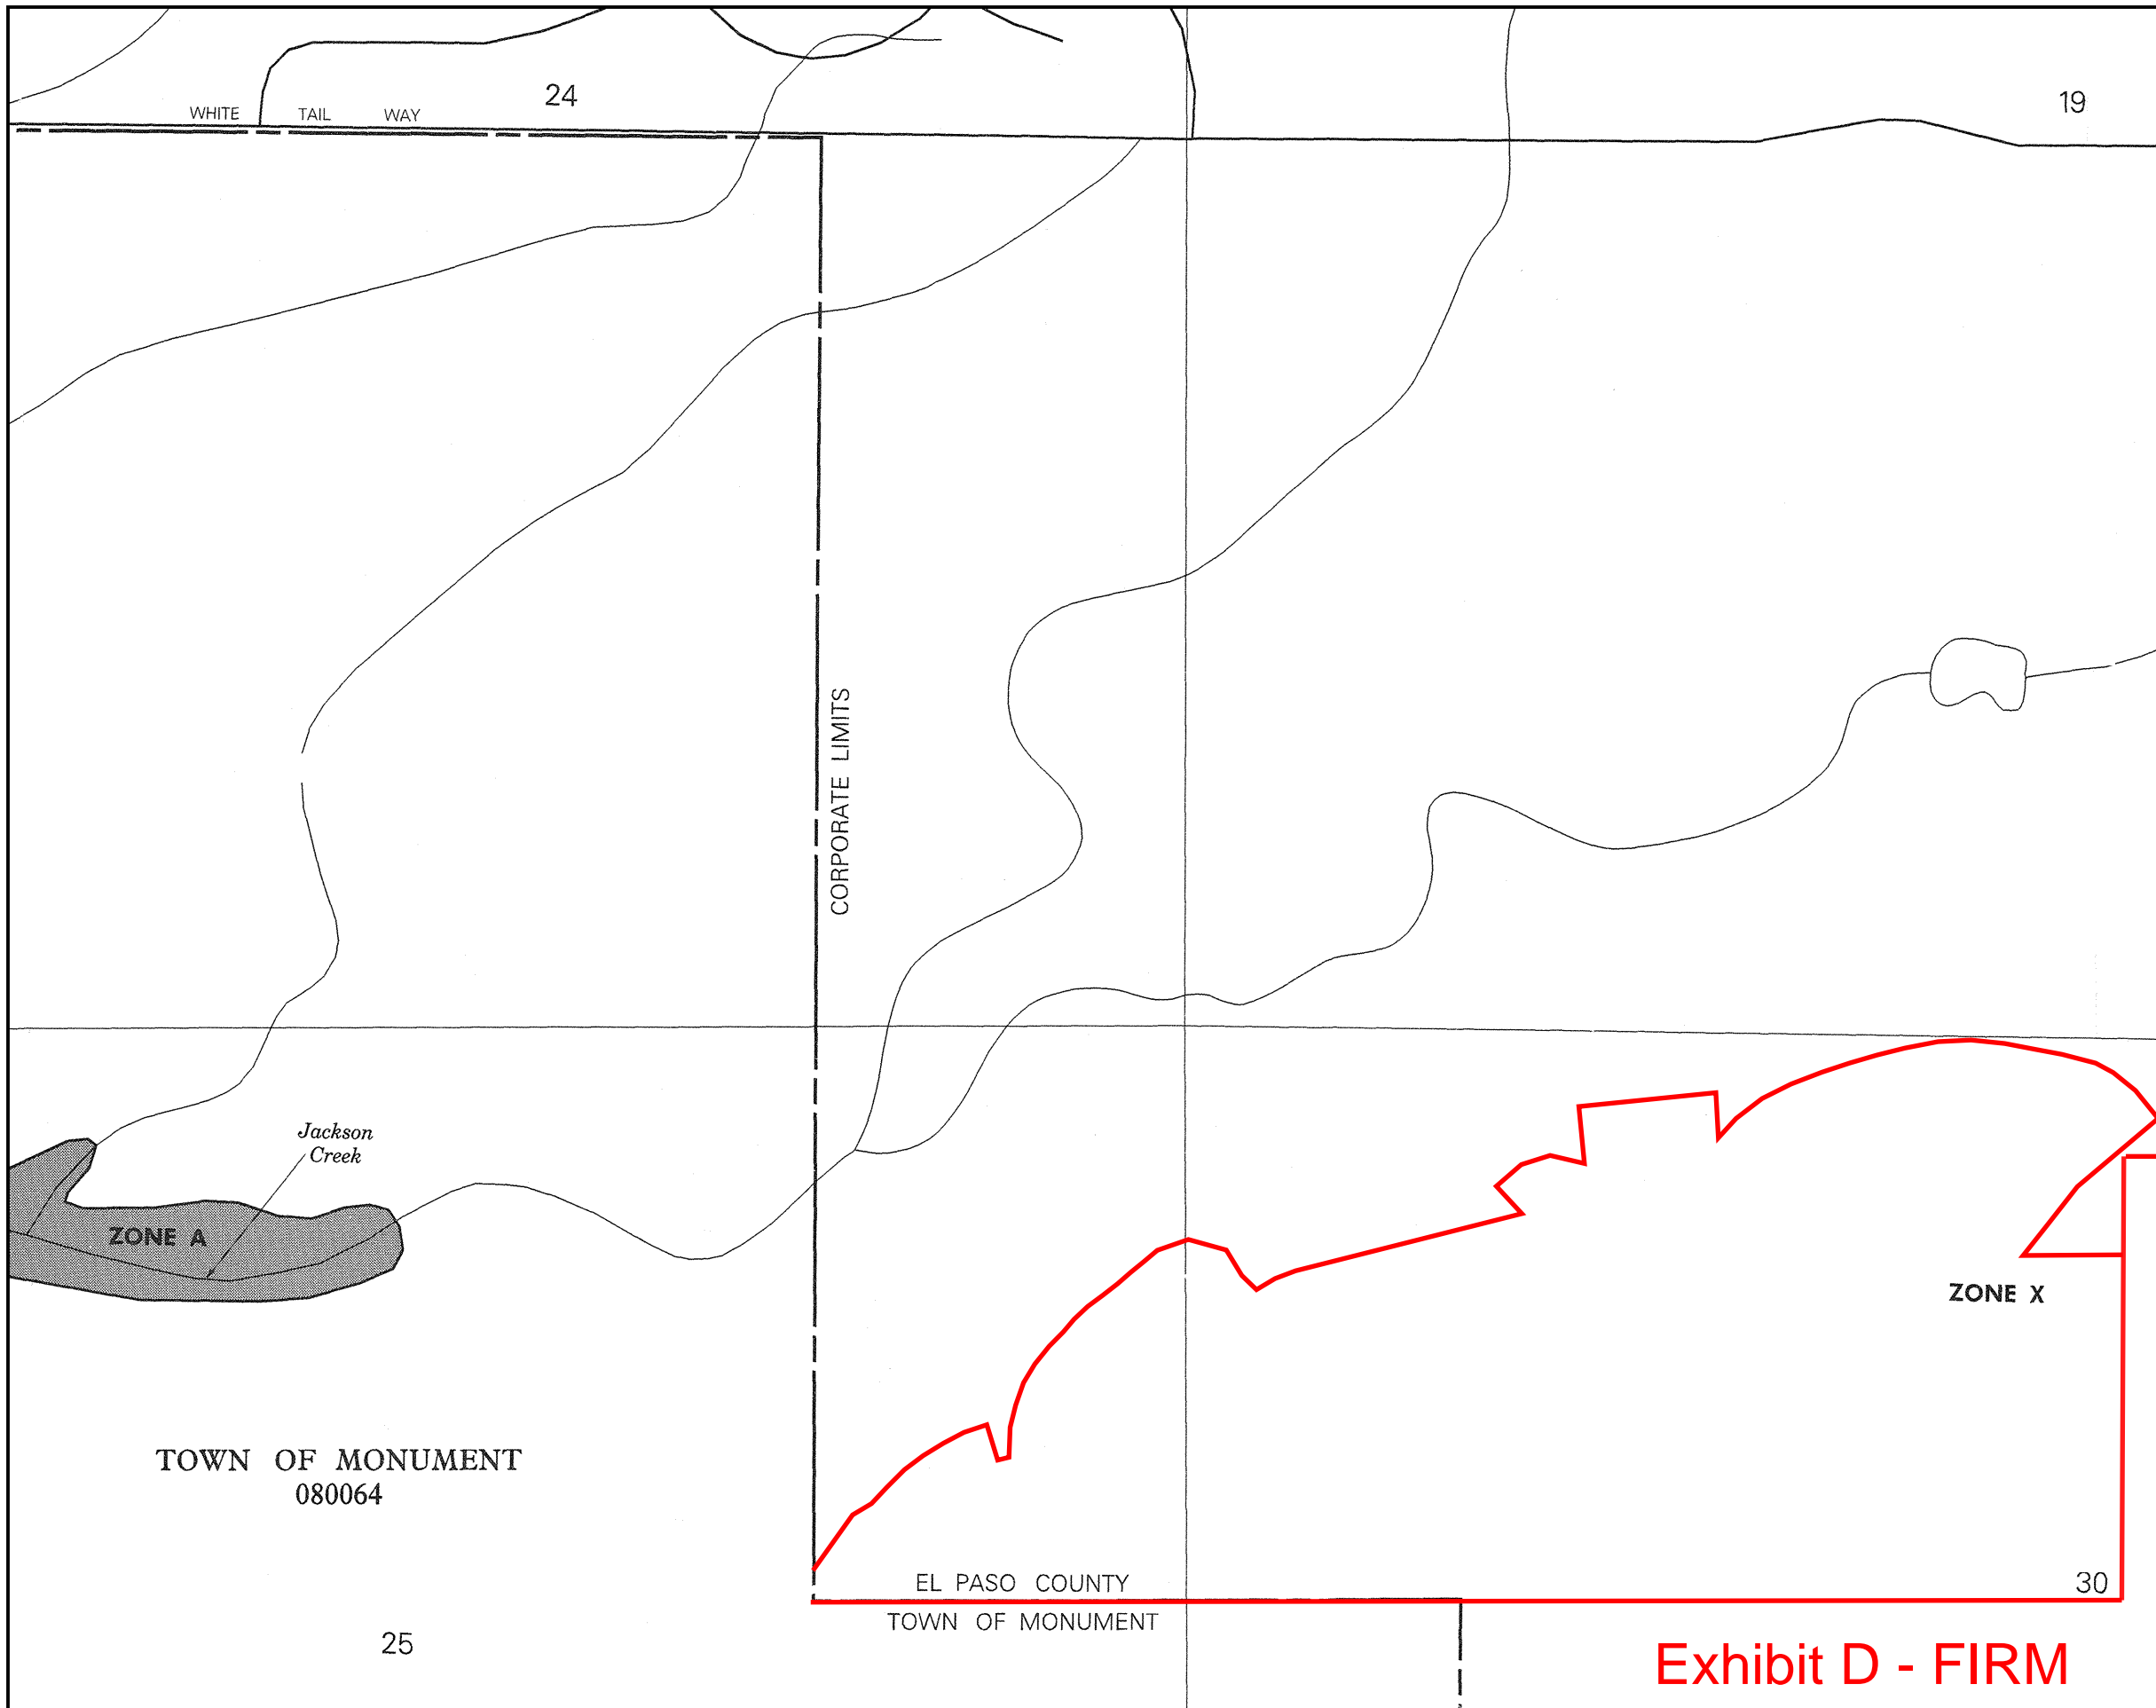 24
19
WHITE TAIL WAY
CORPORATE LIMITS
Jackson
Creek
ZONE A
ZONE X
TOWN OF MONUMENT
080064
EL PASO COUNTY
30
TOWN OF MONUMENT
25
Exhibit D - FIRM